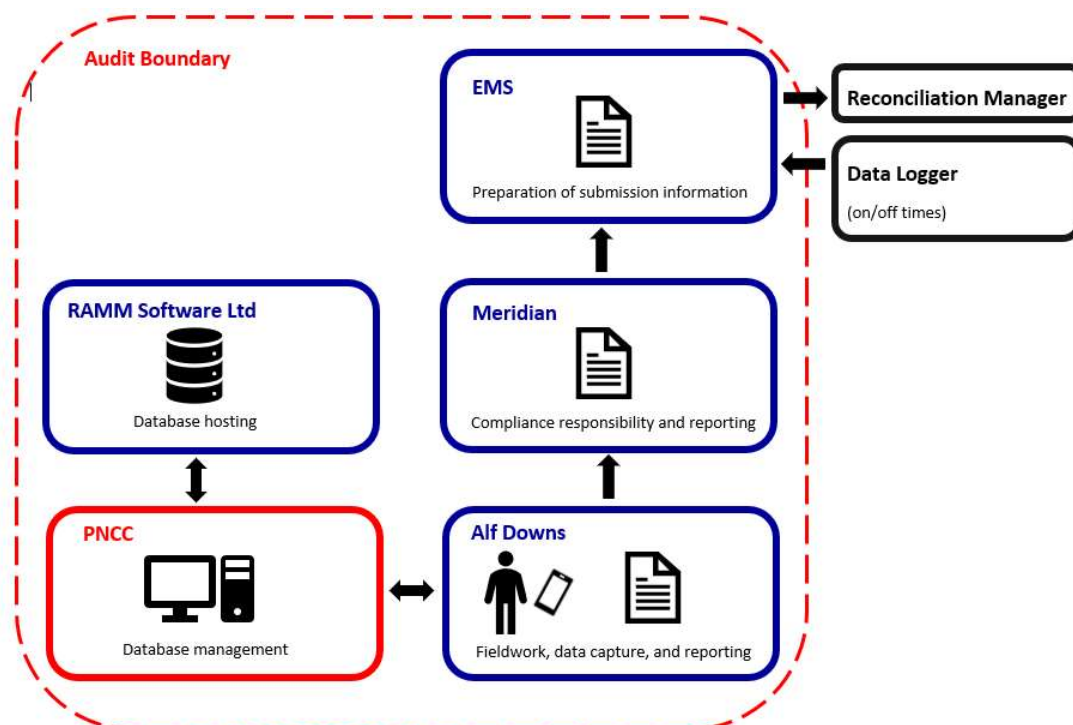 Audit Boundary
EMS
Preparation of submission information
Reconciliation Manager
Data Logger
(on/off times)
RAMM Software Ltd
Database hosting
Meridian
Compliance responsibility and reporting
PNCC
Database management
Alf Downs
Fieldwork, data capture, and reporting